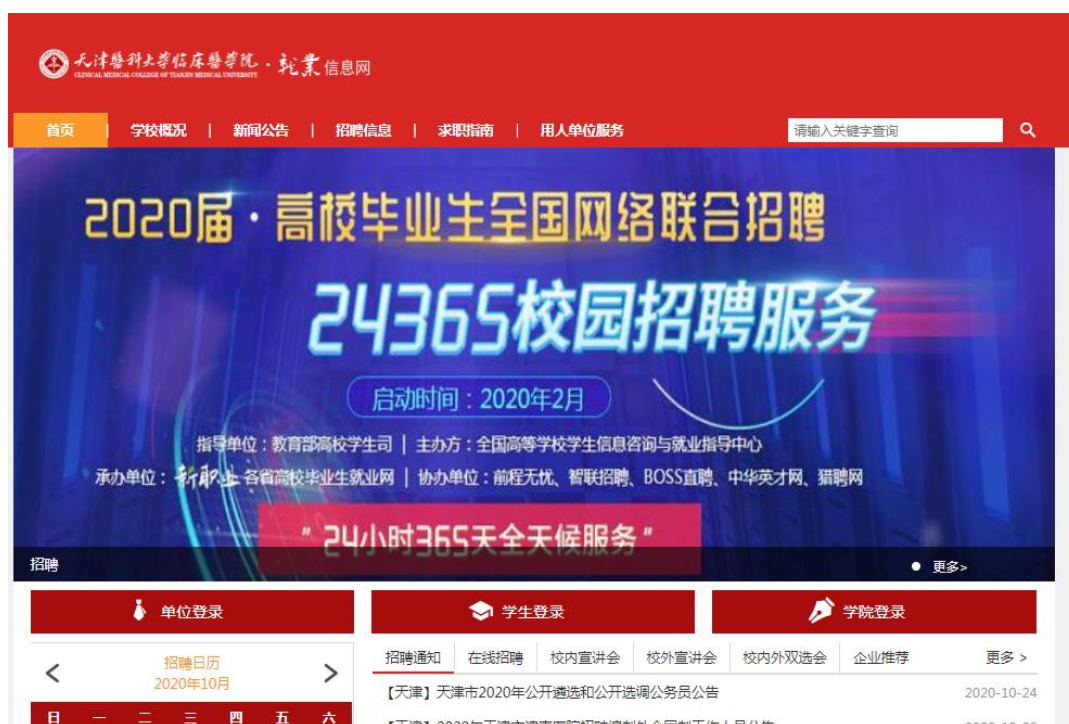 天津醫科大学临床醫学院·就業信息网
CLINICAL MEDICAL COLLEGE OF TIANJIN MEDICAL UNIVERSITY
首页 | 学校概况 | 新闻公告 | 招聘信息 | 求职指南 | 用人单位服务 请输入关键字查询
2020届·高校毕业生全国网络联合招聘
24365校园招聘服务
启动时间：2020年2月
指导单位：教育部高校学生司 | 主办方：全国高等学校学生信息咨询与就业指导中心
承办单位：新职业 各省高校毕业生就业网 | 协办单位：前程无忧、智联招聘、BOSS直聘、中华英才网、猎聘网
“ 24小时365天全天候服务 ”
招聘 更多>
单位登录 学生登录 学院登录
招聘通知 在线招聘 校内宣讲会 校外宣讲会 校内外双选会 企业推荐 更多 >
< 招聘日历 >
2020年10月
【天津】天津市2020年公开遴选和公开选调公务员公告 2020-10-24
日 一 二 三 四 五 六